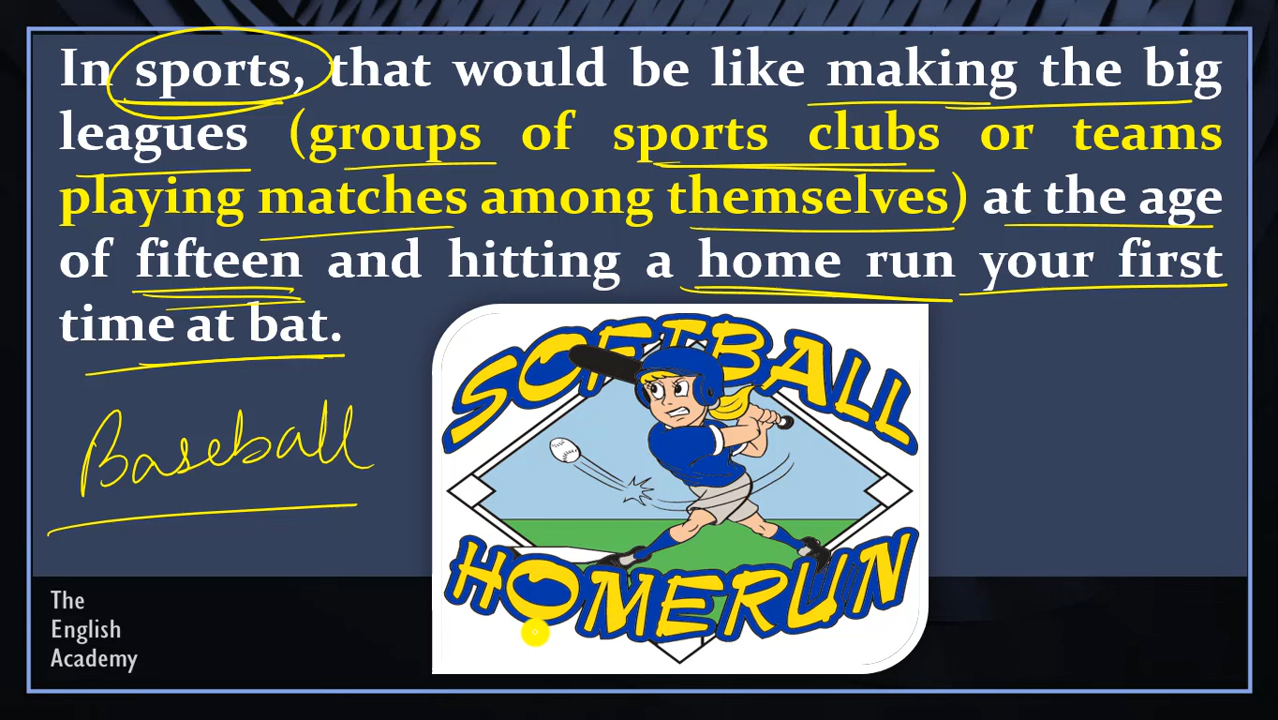 In sports, that would be like making the big
leagues (groups of sports clubs or teams
playing matches among themselves) at the age
of fifteen and hitting a home run your first
time at bat.
SOFTBALL
Baseball
HOMERUN
The
English
Academy